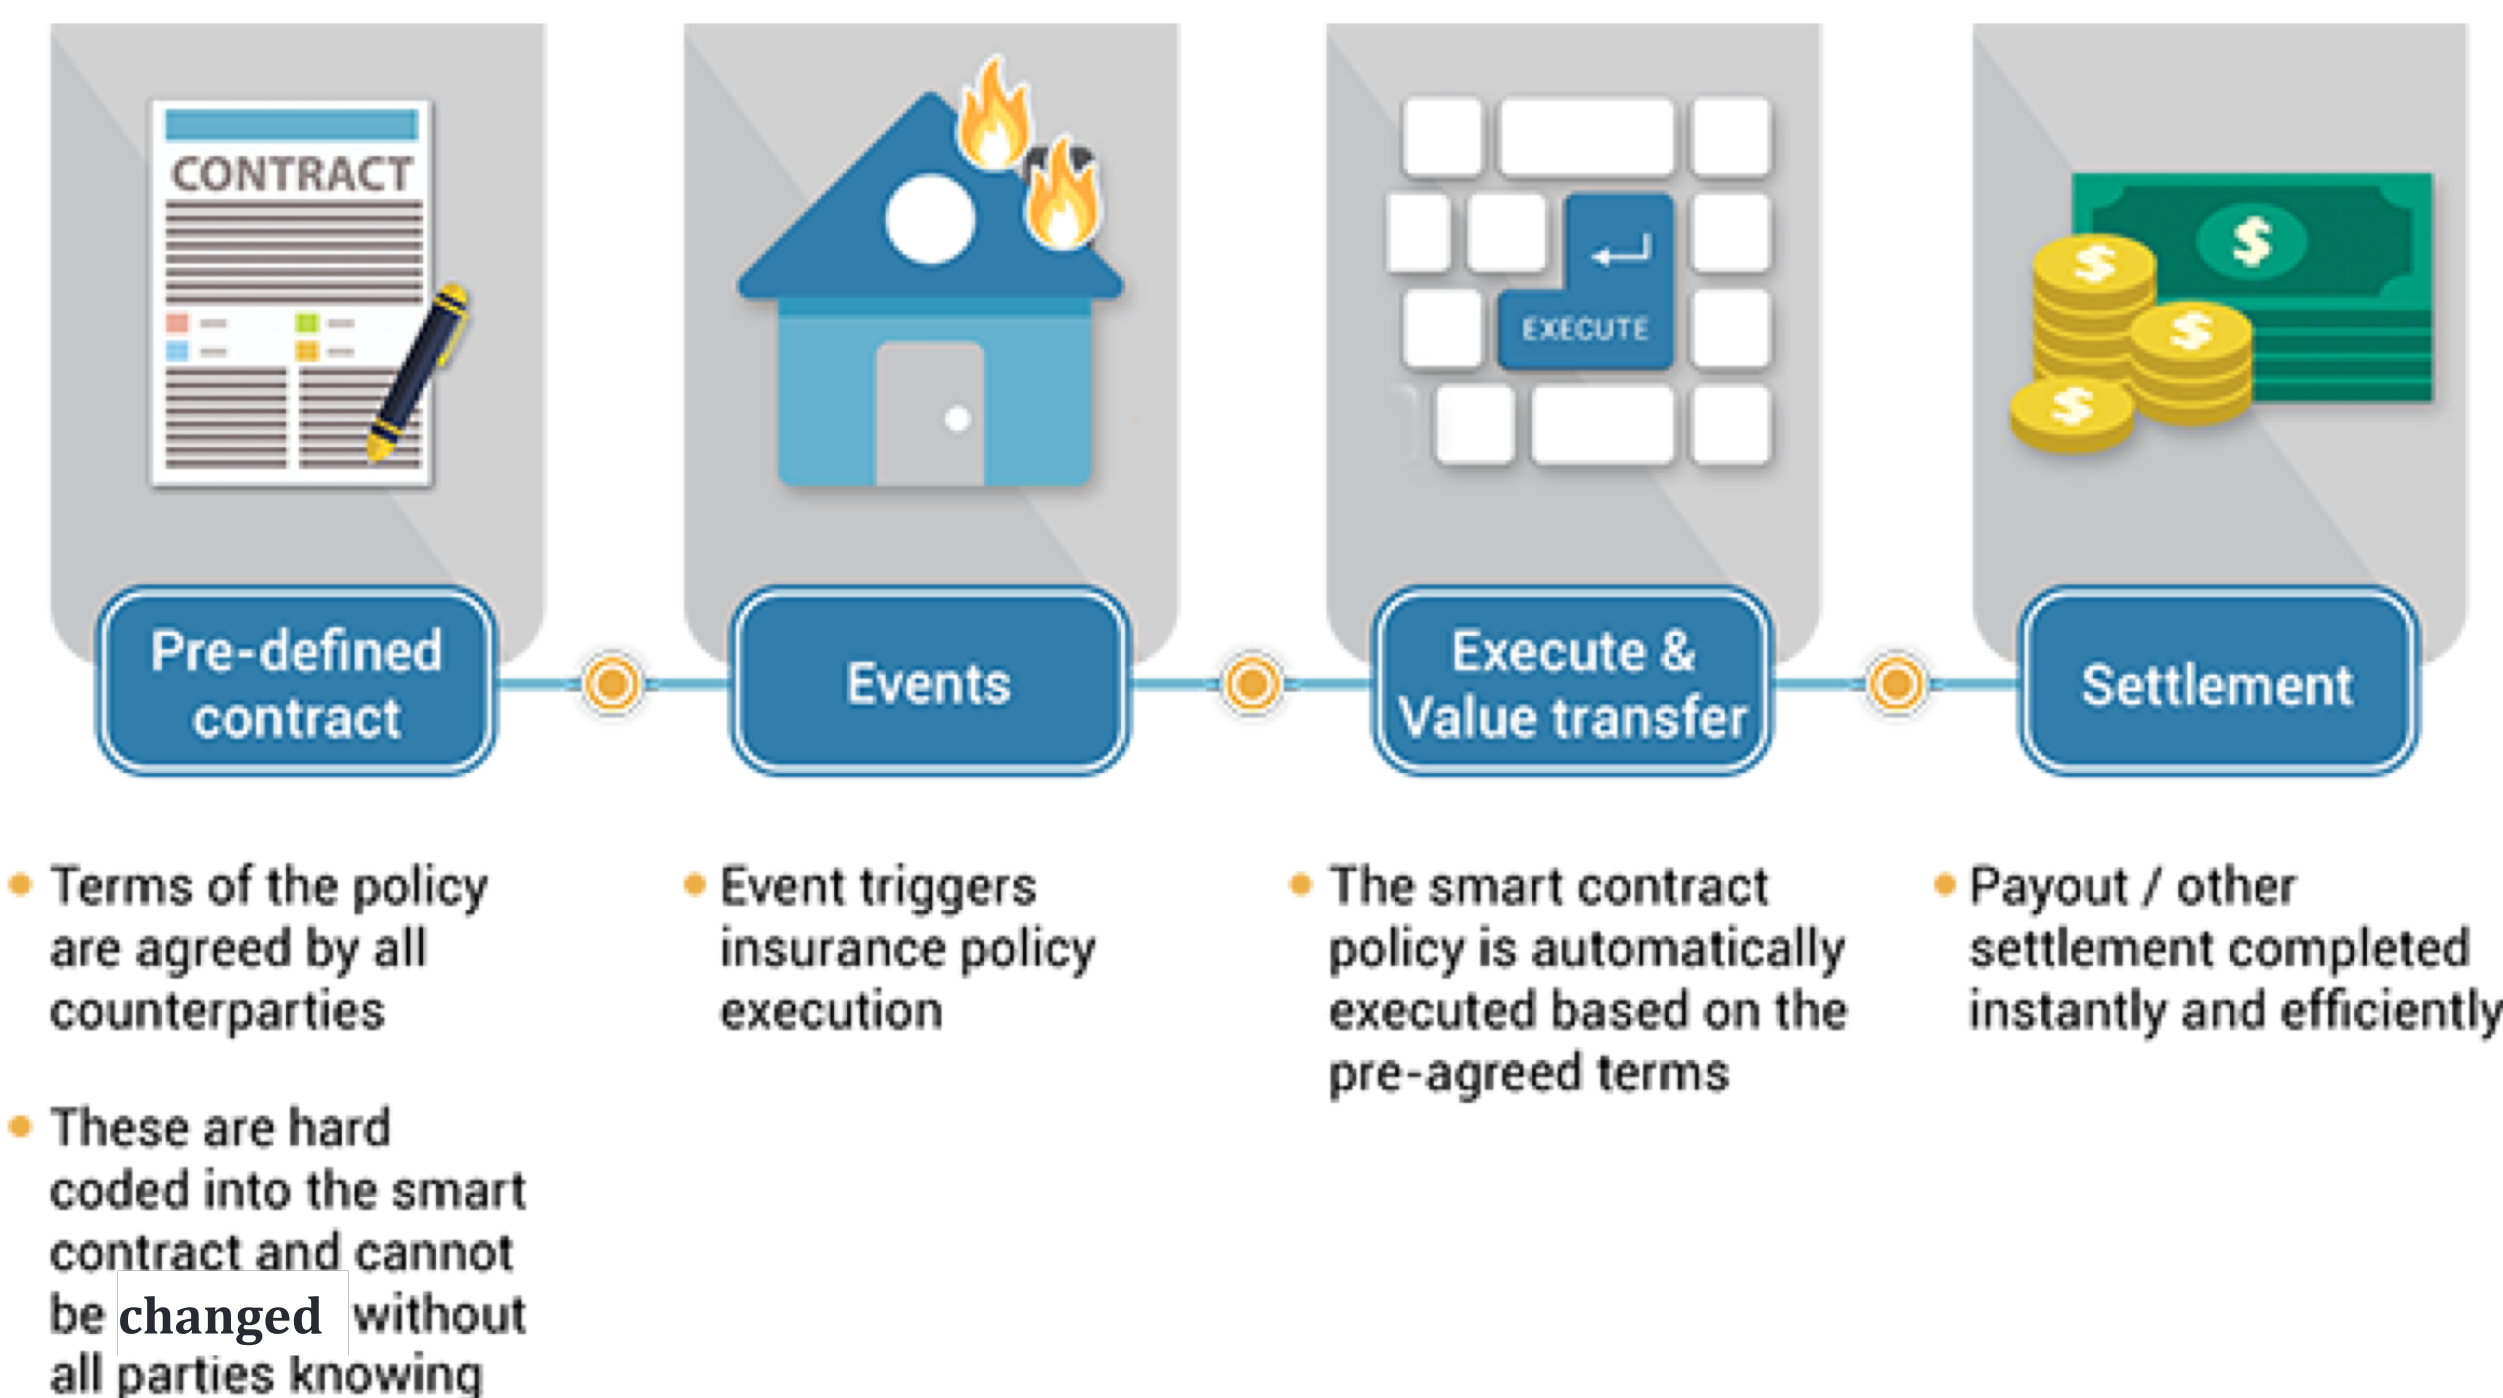 CONTRACT
EXECUTE
$
$
$
$
Pre-defined
contract
Events
Execute &
Value transfer
Settlement
Terms of the policy
are agreed by all
counterparties
These are hard
coded into the smart
contract and cannot
be changed without
all parties knowing
Event triggers
insurance policy
execution
The smart contract
policy is automatically
executed based on the
pre-agreed terms
Payout / other
settlement completed
instantly and efficiently